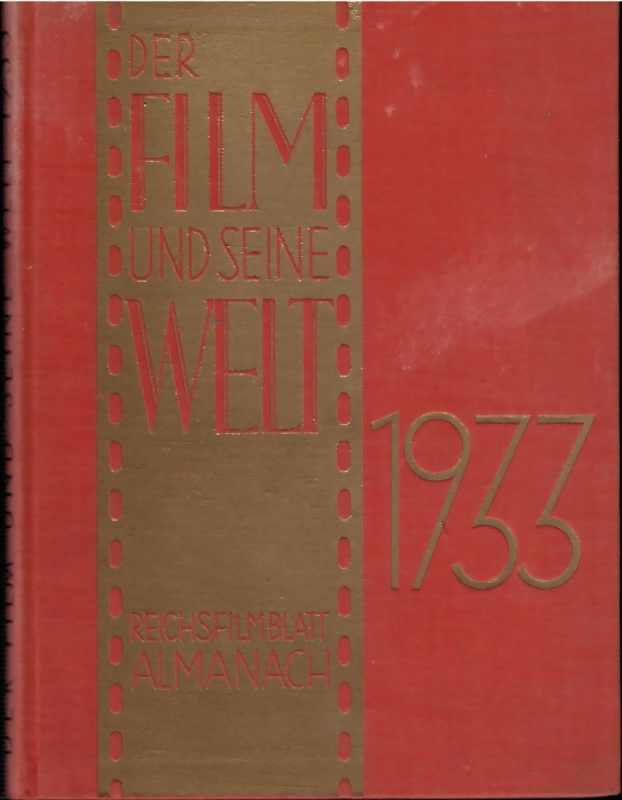 DER
FILM
UND SEINE
WELT
1933
REICHSFILMBLATT
ALMANACH